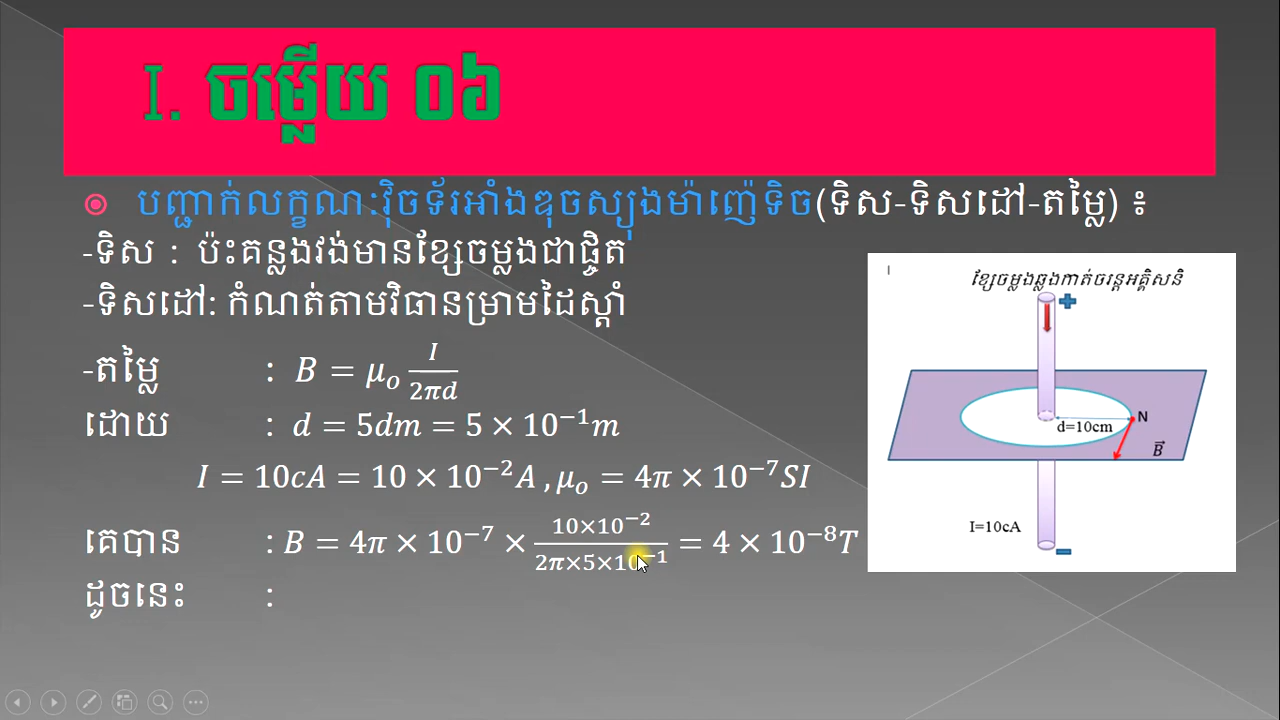 I. ចម្លើយ ០៦
បញ្ជាក់លក្ខណៈវ៉ិចទ័រអាំងឌុចស្យុងម៉ាញ៉េទិច(ទិស-ទិសដៅ-តម្លៃ) ៖
-ទិស : ប៉ះគន្លងវង់មានខ្សែចម្លងជាផ្ចិត
-ទិសដៅ: កំណត់តាមវិធានម្រាមដៃស្ដាំ
-តម្លៃ : B = μₒ I/2πd
ដោយ : d = 5dm = 5 × 10⁻¹m
I = 10cA = 10 × 10⁻²A , μₒ = 4π × 10⁻⁷SI
គេបាន : B = 4π × 10⁻⁷ × 10×10⁻²/2π×5×10⁻¹ = 4 × 10⁻⁸T
ដូចនេះ :
ខ្សែចម្លងឆ្លងកាត់ចរន្តអគ្គិសនី
N
d=10cm
B⃗
I=10cA